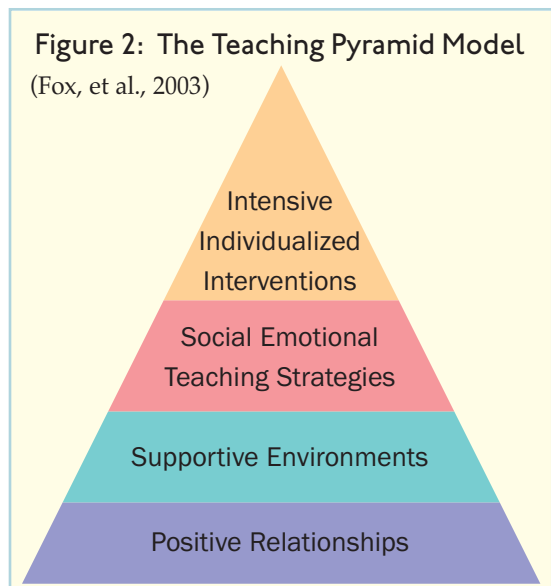 Figure 2: The Teaching Pyramid Model
(Fox, et al., 2003)
Intensive
Individualized
Interventions
Social Emotional
Teaching Strategies
Supportive Environments
Positive Relationships